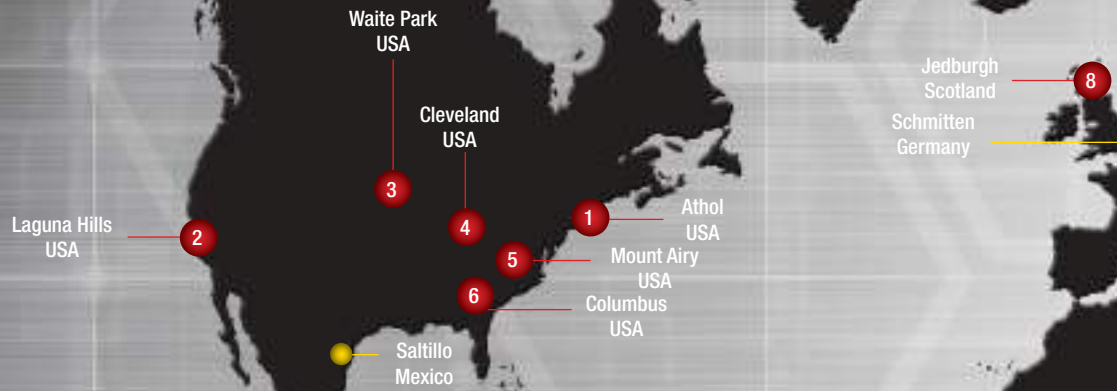 Waite Park
USA
Cleveland
USA
Jedburgh
Scotland
8
Schmitten
Germany
3
Laguna Hills
USA
2
4
1
Athol
USA
5
Mount Airy
USA
6
Columbus
USA
Saltillo
Mexico